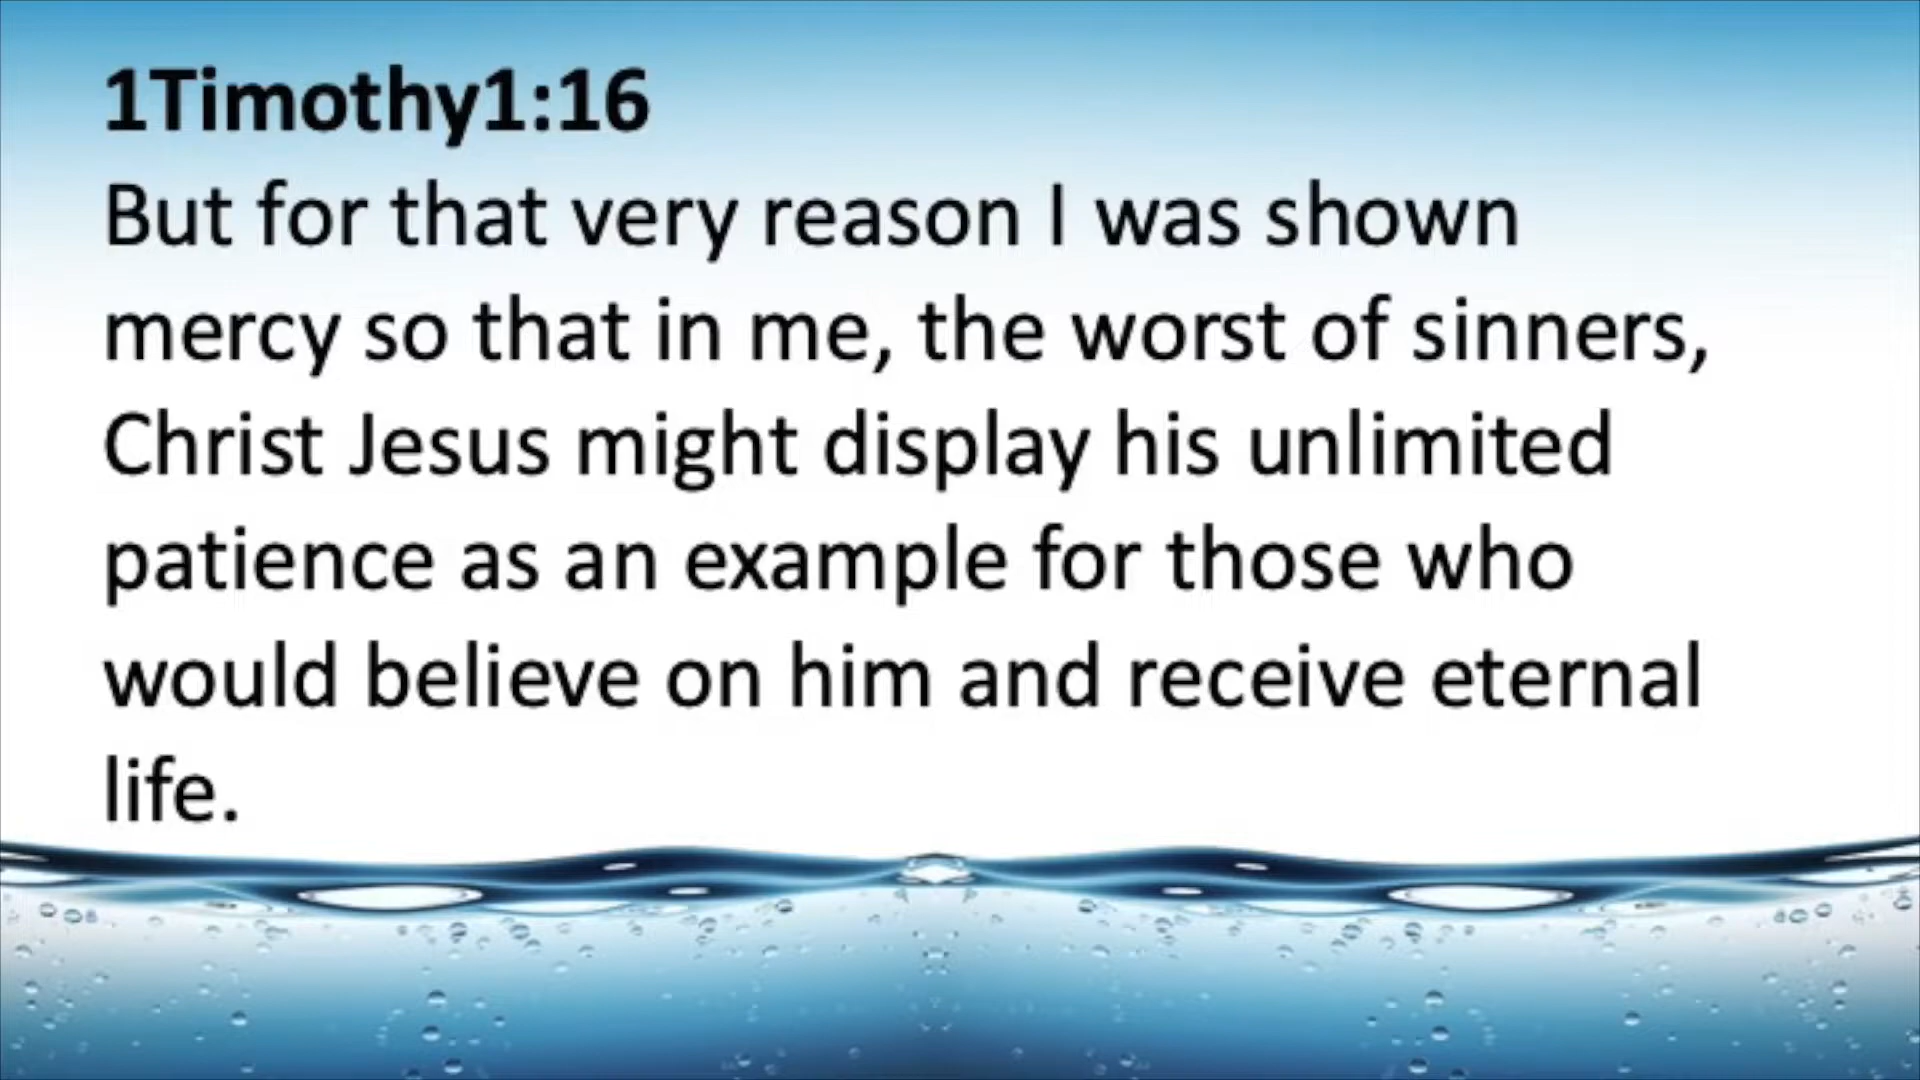 1Timothy1:16
But for that very reason I was shown
mercy so that in me, the worst of sinners,
Christ Jesus might display his unlimited
patience as an example for those who
would believe on him and receive eternal
life.